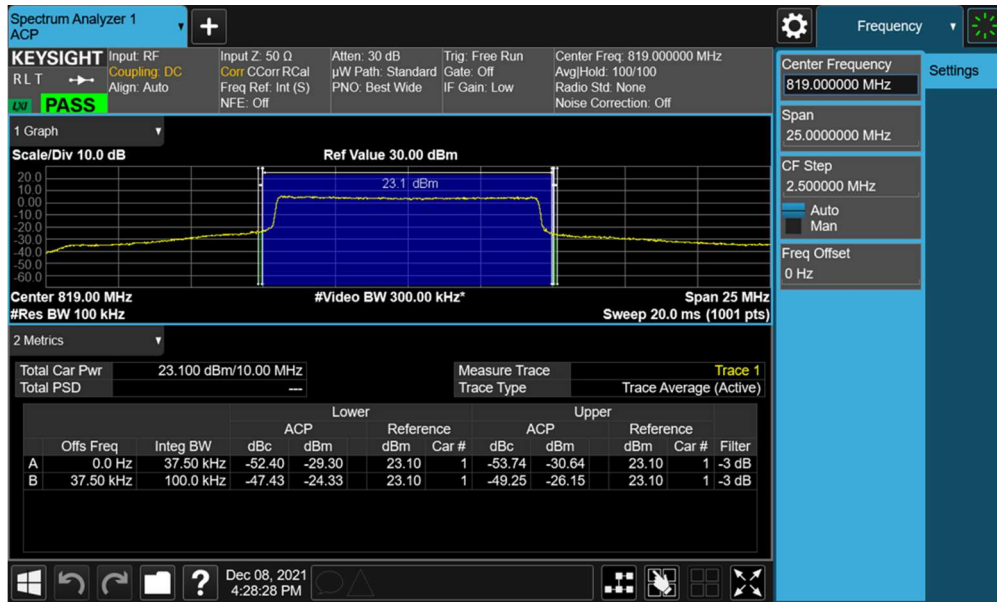 Spectrum Analyzer 1
ACP
Frequency
KEYSIGHT Input: RF Input Z: 50 Ω Atten: 30 dB Trig: Free Run Center Freq: 819.000000 MHz
RLT Coupling: DC Corr CCorr RCal µW Path: Standard Gate: Off Avg|Hold: 100/100
Align: Auto Freq Ref: Int (S) PNO: Best Wide IF Gain: Low Radio Std: None
LXI PASS NFE: Off Noise Correction: Off
Center Frequency
819.000000 MHz
Settings
Span
25.0000000 MHz
CF Step
2.500000 MHz
Auto
Man
Freq Offset
0 Hz
1 Graph
Scale/Div 10.0 dB Ref Value 30.00 dBm
23.1 dBm
20.0
10.0
0.00
-10.0
-20.0
-30.0
-40.0
-50.0
-60.0
Center 819.00 MHz #Video BW 300.00 kHz* Span 25 MHz
#Res BW 100 kHz Sweep 20.0 ms (1001 pts)
2 Metrics
Total Car Pwr 23.100 dBm/10.00 MHz Measure Trace Trace 1
Total PSD --- Trace Type Trace Average (Active)
Lower Upper
ACP Reference ACP Reference
Offs Freq Integ BW dBc dBm dBm Car # dBc dBm dBm Car # Filter
A 0.0 Hz 37.50 kHz -52.40 -29.30 23.10 1 -53.74 -30.64 23.10 1 -3 dB
B 37.50 kHz 100.0 kHz -47.43 -24.33 23.10 1 -49.25 -26.15 23.10 1 -3 dB
?
Dec 08, 2021
4:28:28 PM